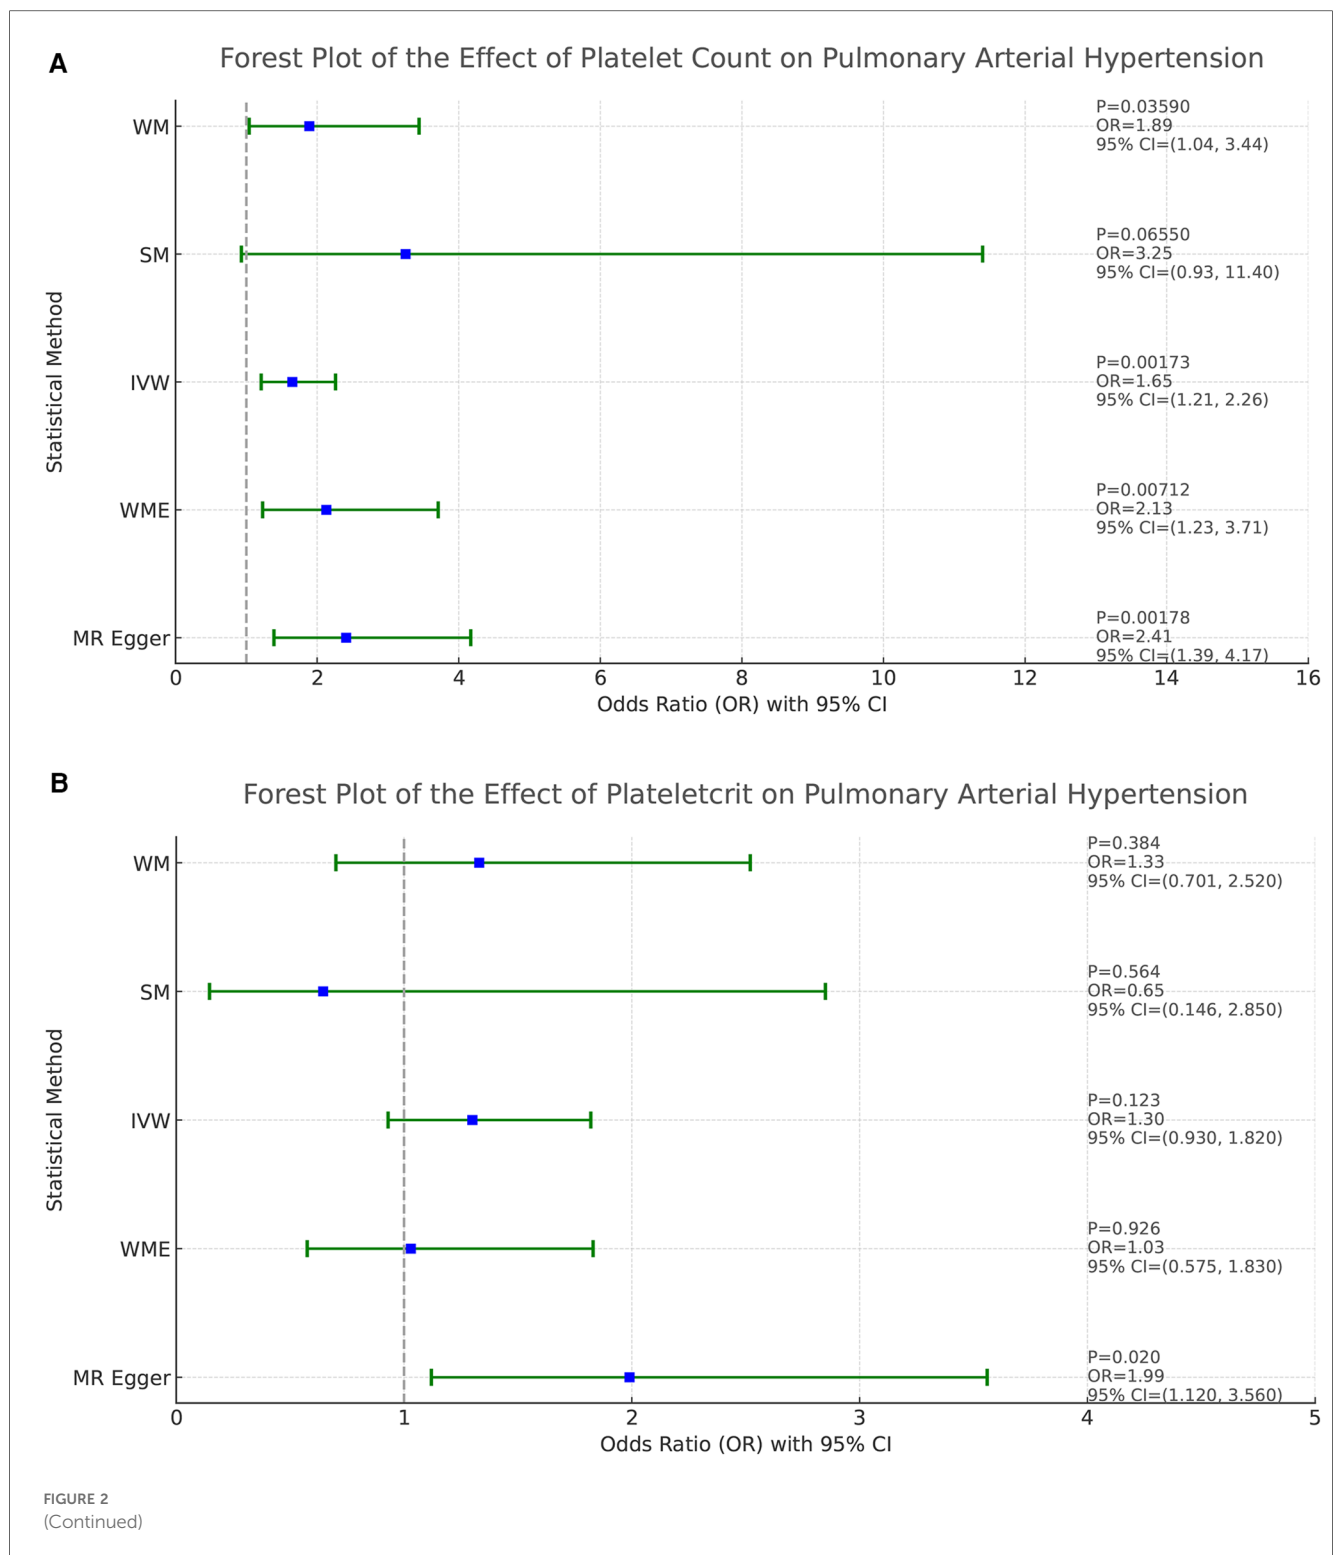 A
Forest Plot of the Effect of Platelet Count on Pulmonary Arterial Hypertension
Statistical Method
WM
P=0.03590
OR=1.89
95% CI=(1.04, 3.44)
SM
P=0.06550
OR=3.25
95% CI=(0.93, 11.40)
IVW
P=0.00173
OR=1.65
95% CI=(1.21, 2.26)
WME
P=0.00712
OR=2.13
95% CI=(1.23, 3.71)
MR Egger
P=0.00178
OR=2.41
95% CI=(1.39, 4.17)
0 2 4 6 8 10 12 14 16
Odds Ratio (OR) with 95% CI
B
Forest Plot of the Effect of Plateletcrit on Pulmonary Arterial Hypertension
Statistical Method
WM
P=0.384
OR=1.33
95% CI=(0.701, 2.520)
SM
P=0.564
OR=0.65
95% CI=(0.146, 2.850)
IVW
P=0.123
OR=1.30
95% CI=(0.930, 1.820)
WME
P=0.926
OR=1.03
95% CI=(0.575, 1.830)
MR Egger
P=0.020
OR=1.99
95% CI=(1.120, 3.560)
0 1 2 3 4 5
Odds Ratio (OR) with 95% CI
FIGURE 2
(Continued)